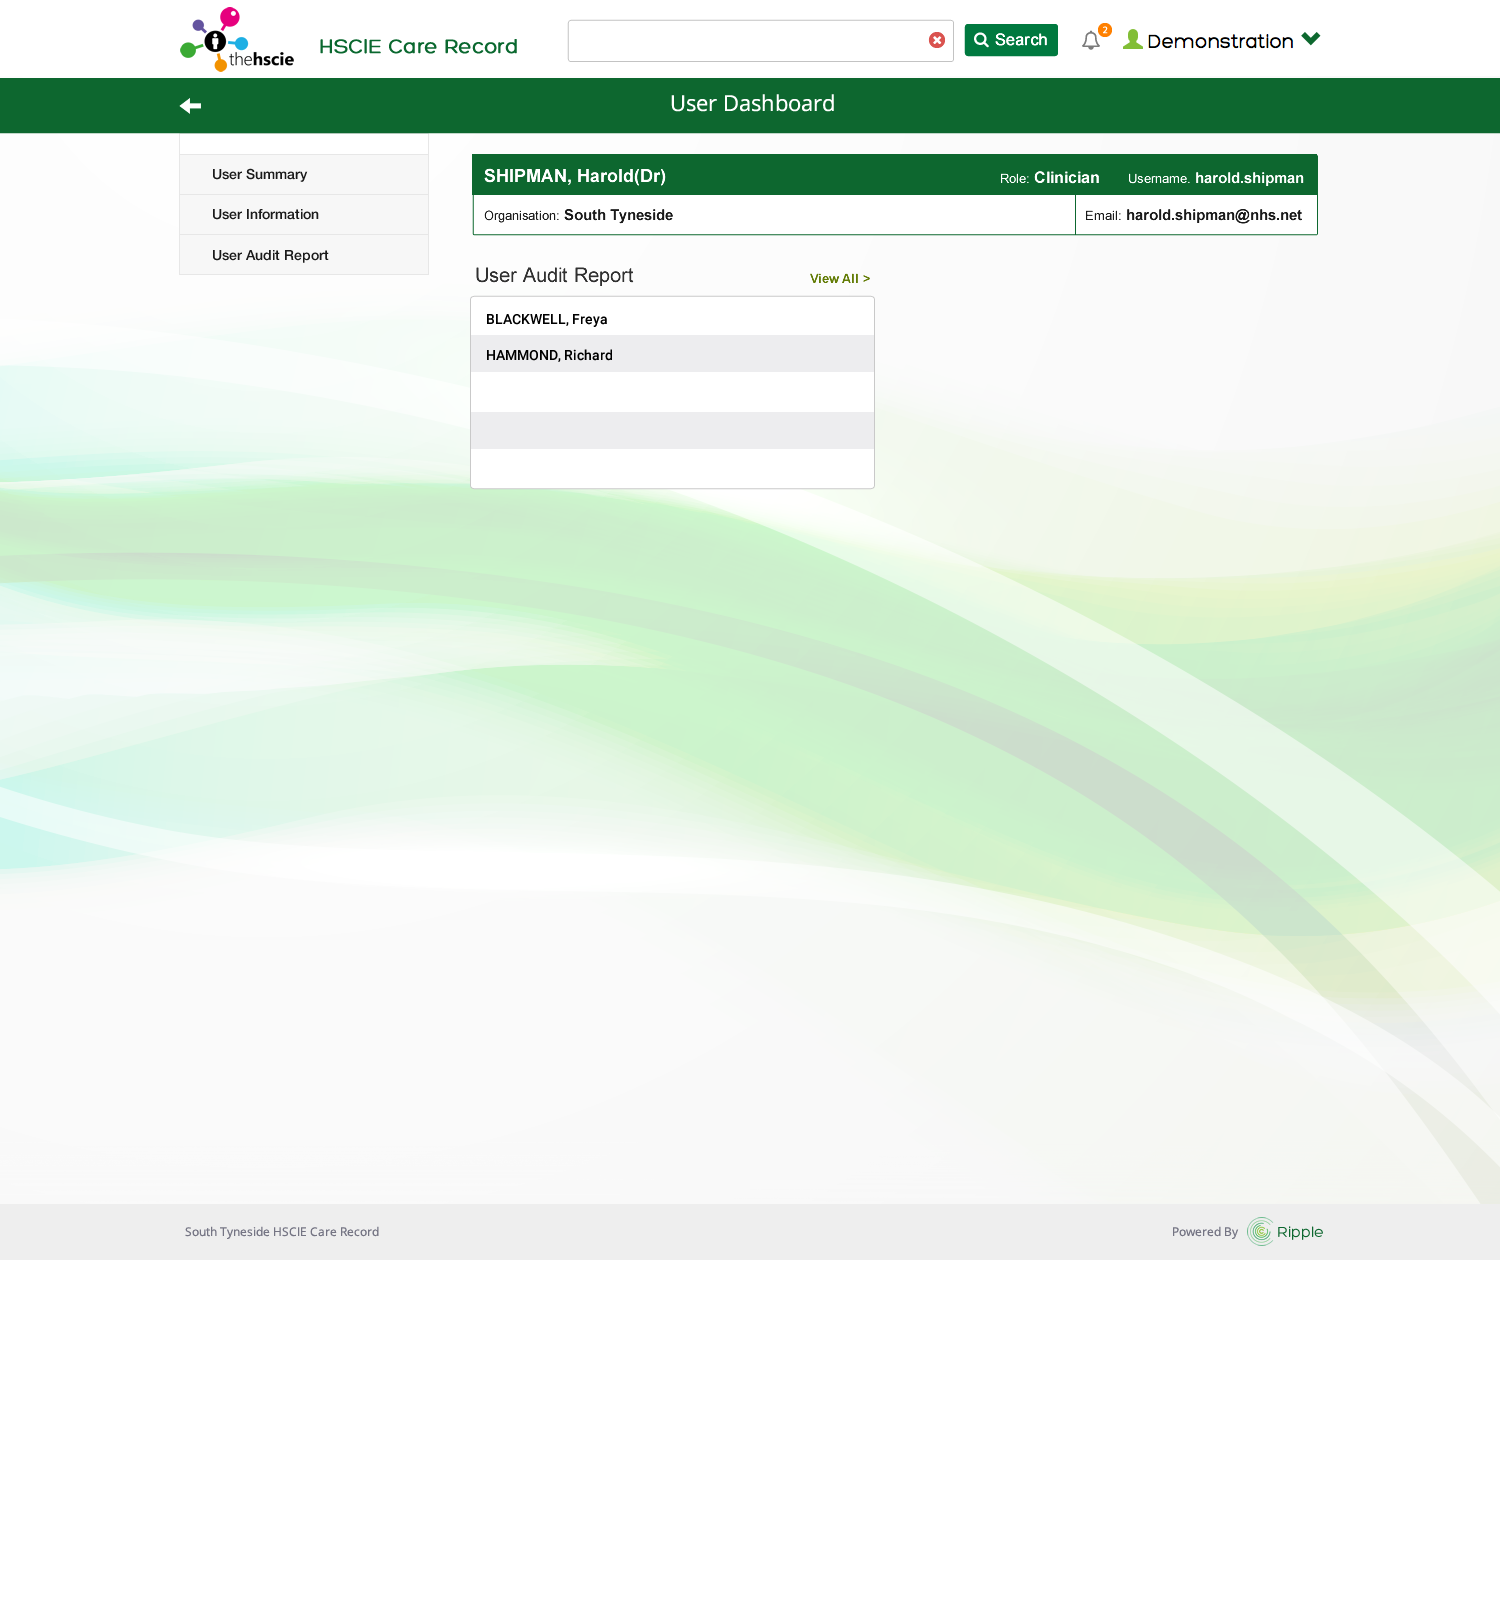 thehscie
HSCIE Care Record
Search
2
Demonstration
User Dashboard
User Summary
User Information
User Audit Report
SHIPMAN, Harold(Dr)
Role: Clinician
Username. harold.shipman
Organisation: South Tyneside
Email: harold.shipman@nhs.net
User Audit Report
View All >
BLACKWELL, Freya
HAMMOND, Richard
South Tyneside HSCIE Care Record
Powered By Ripple